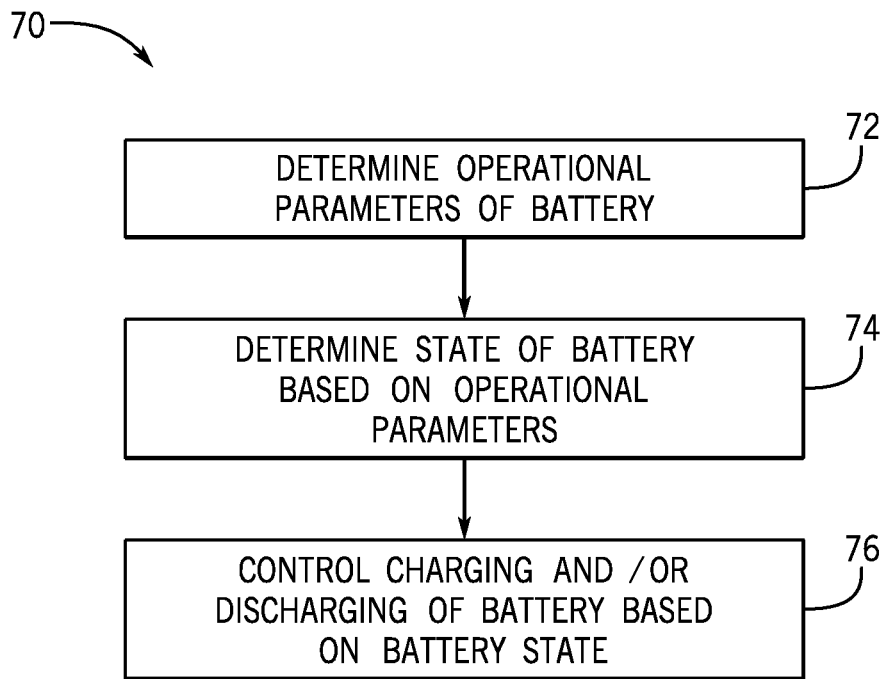 70
72
DETERMINE OPERATIONAL
PARAMETERS OF BATTERY
74
DETERMINE STATE OF BATTERY
BASED ON OPERATIONAL
PARAMETERS
76
CONTROL CHARGING AND /OR
DISCHARGING OF BATTERY BASED
ON BATTERY STATE